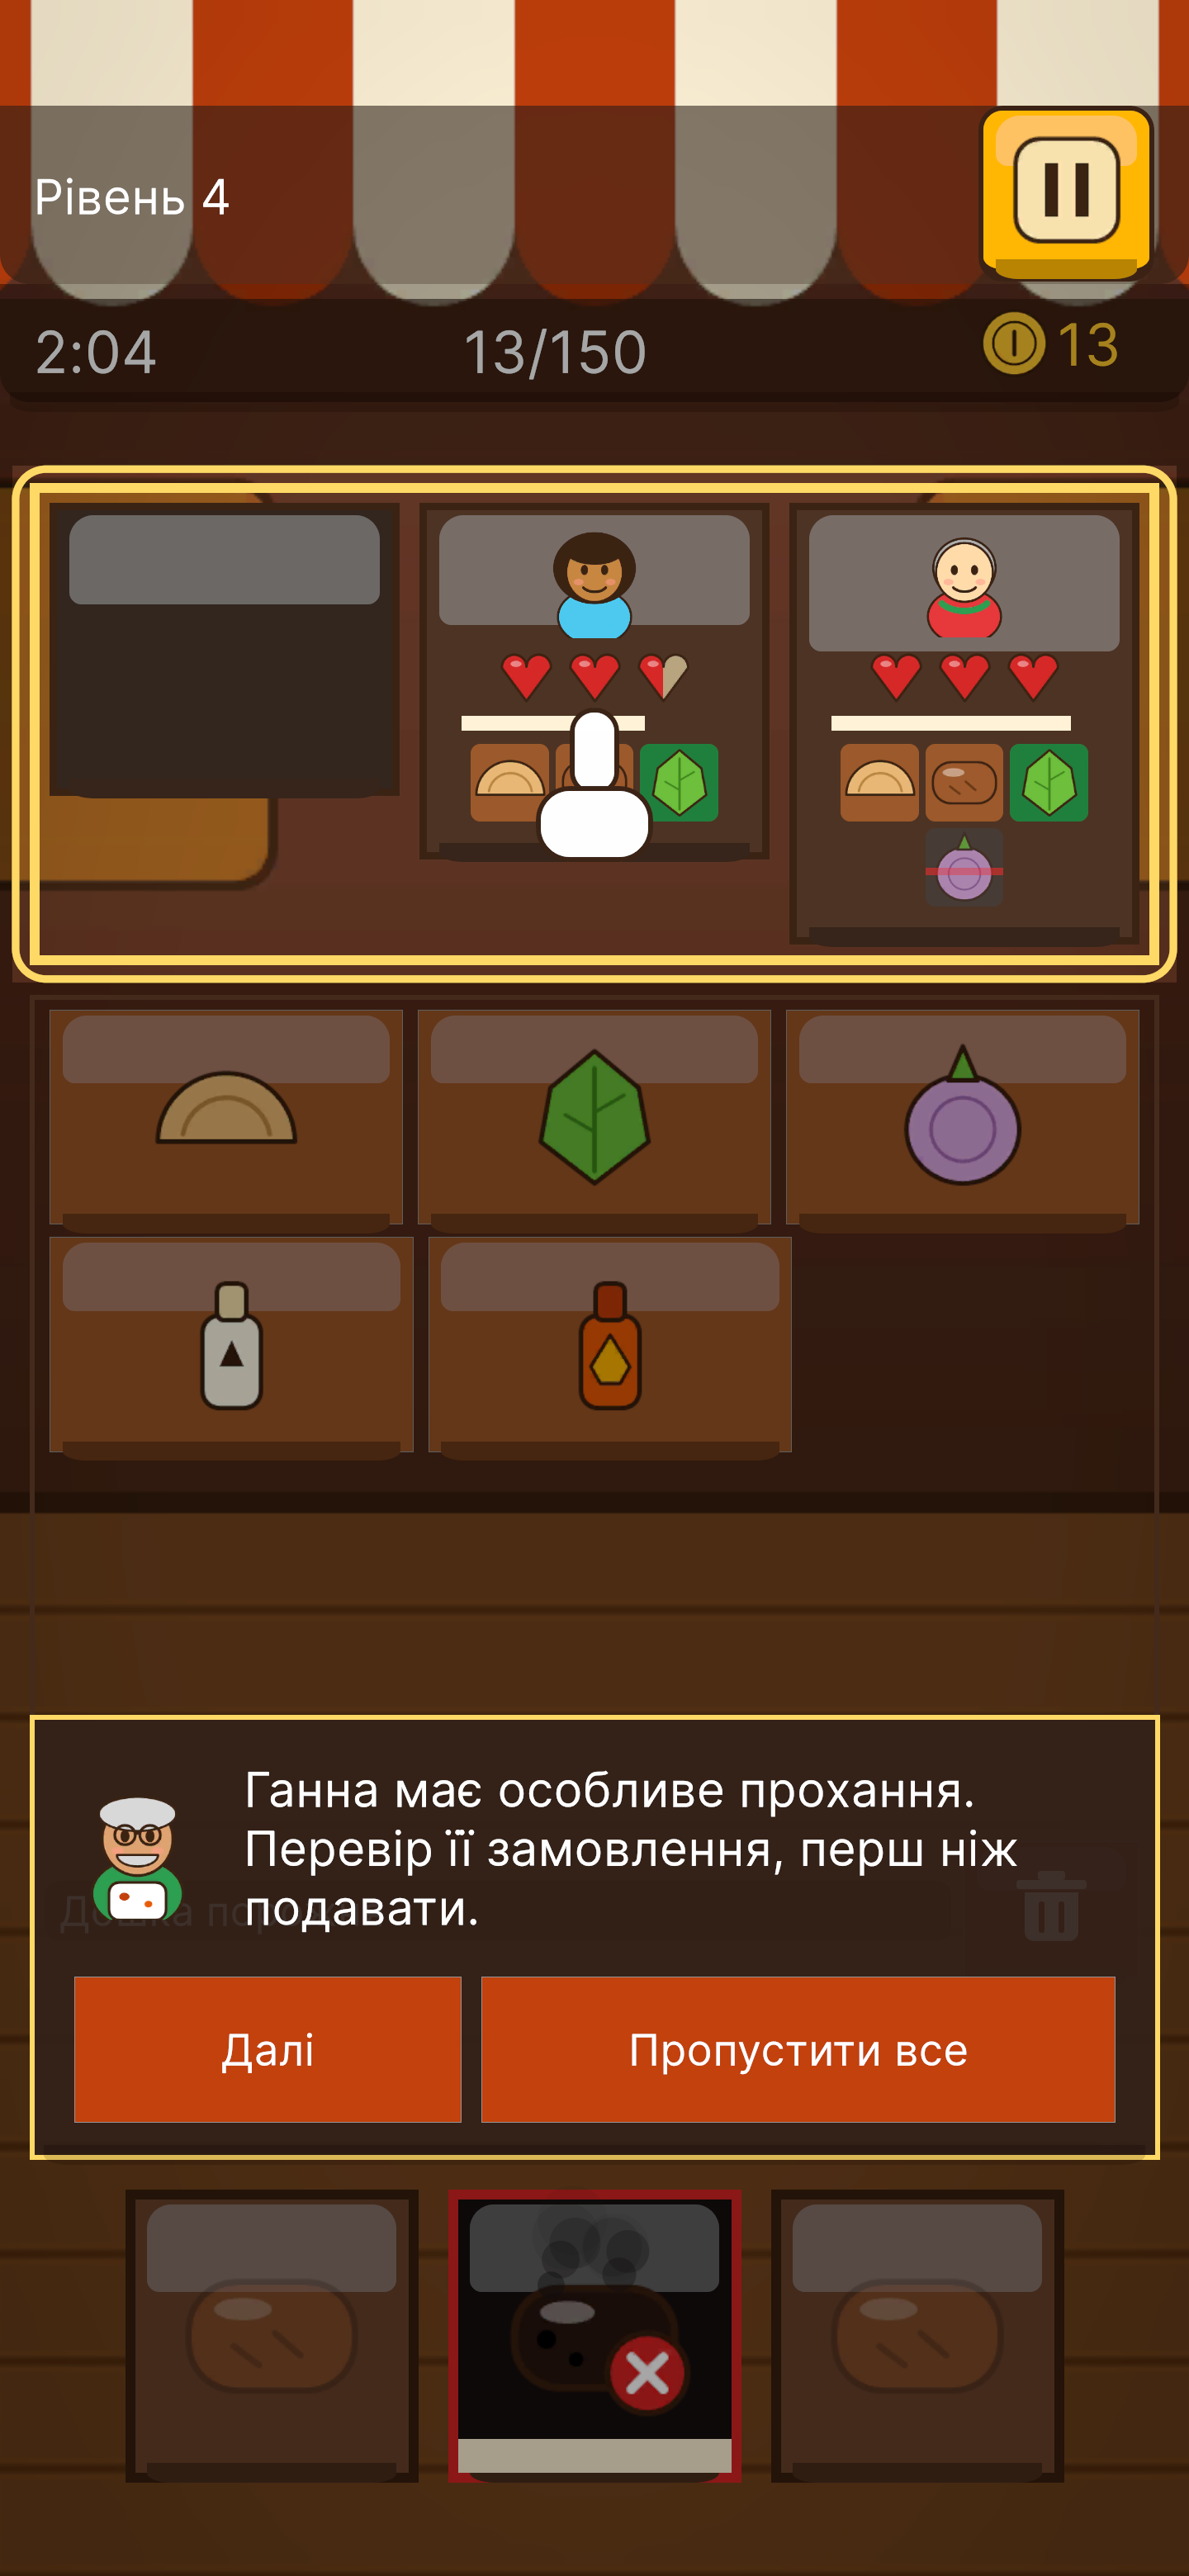 Рівень 4
2:04
13/150
13
Ганна має особливе прохання.
Перевір її замовлення, перш ніж
подавати.
Далі
Пропустити все